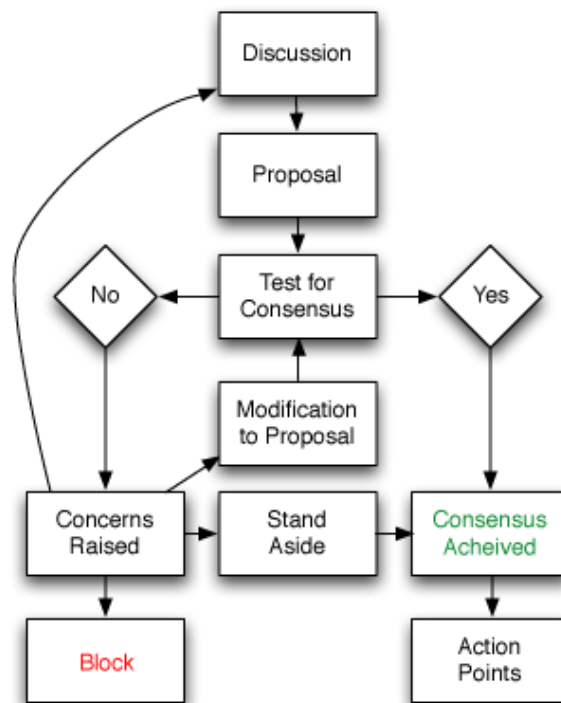 Discussion
Proposal
No
Test for
Consensus
Yes
Modification
to Proposal
Concerns
Raised
Stand
Aside
Consensus
Acheived
Block
Action
Points